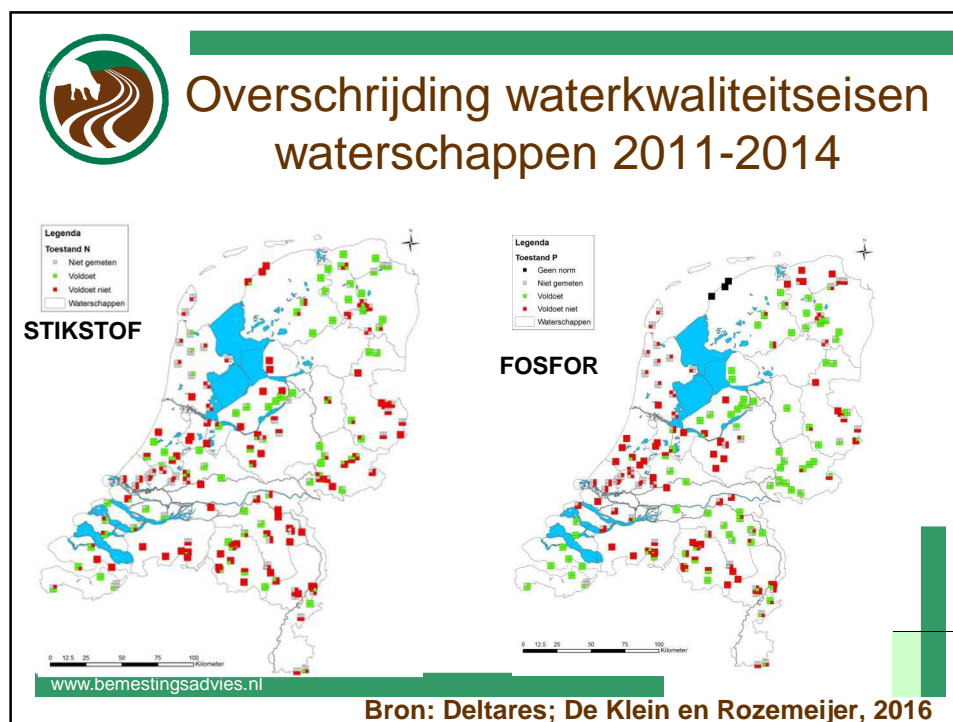 Overschrijding waterkwaliteitseisen
waterschappen 2011-2014
Legenda
Toestand N
Niet gemeten
Voldoet
Voldoet niet
Waterschappen
N
STIKSTOF
Legenda
Toestand P
Geen norm
Niet gemeten
Voldoet
Voldoet niet
Waterschappen
N
FOSFOR
0 12.5 25 50 75 100
Kilometer
0 12.5 25 50 75 100
Kilometer
www.bemestingsadvies.nl
Bron: Deltares; De Klein en Rozemeijer, 2016